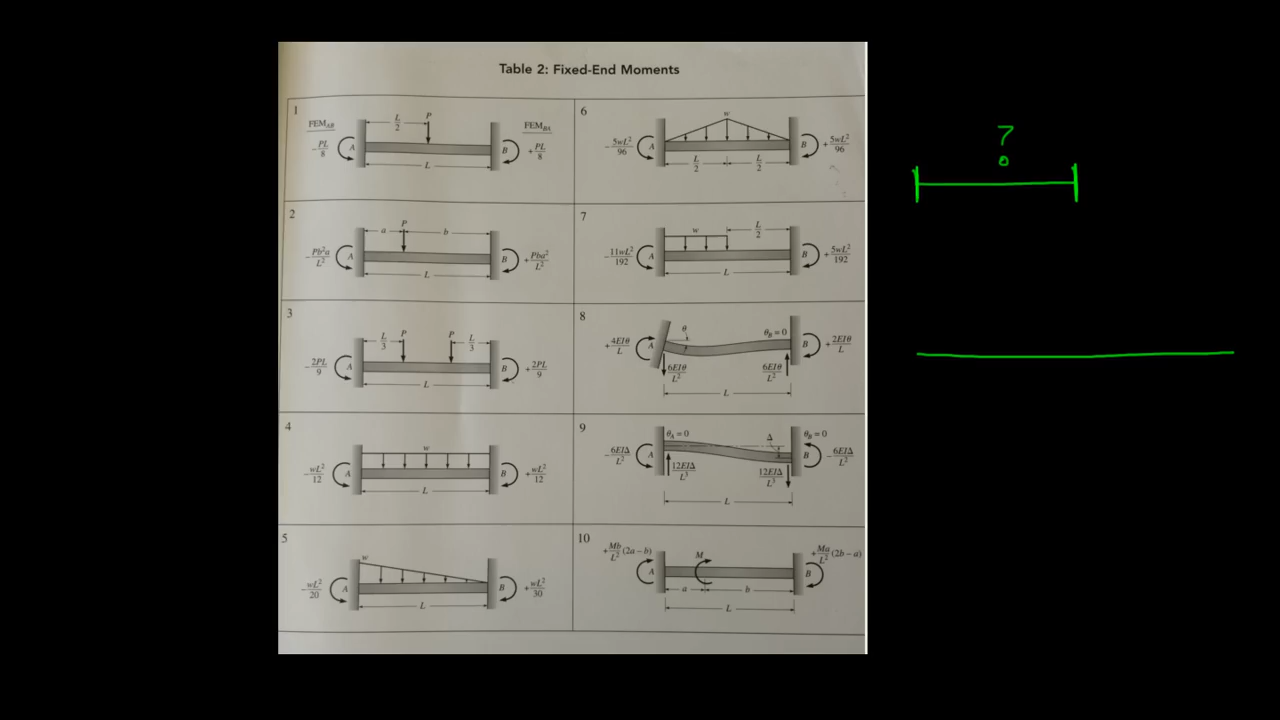 Table 2: Fixed-End Moments
1
FEM_AB
-PL/8
A
L/2
P
L
B
FEM_BA
+PL/8
2
-Pb²a/L²
A
a
P
b
L
B
+Pba²/L²
3
-2PL/9
A
L/3
P
P
L/3
L
B
+2PL/9
4
-wL²/12
A
w
L
B
+wL²/12
5
-wL²/20
A
w
L
B
+wL²/30
6
-5wL²/96
A
w
L/2
L/2
B
+5wL²/96
7
-11wL²/192
A
w
L/2
L
B
+5wL²/192
8
+4EIθ/L
A
θ
θ_B = 0
6EIθ/L²
6EIθ/L²
L
B
+2EIθ/L
9
-6EIΔ/L²
A
θ_A = 0
Δ
θ_B = 0
12EIΔ/L³
12EIΔ/L³
L
B
-6EIΔ/L²
10
+Mb/L²(2a – b)
A
M
a
b
L
B
+Ma/L²(2b – a)
?